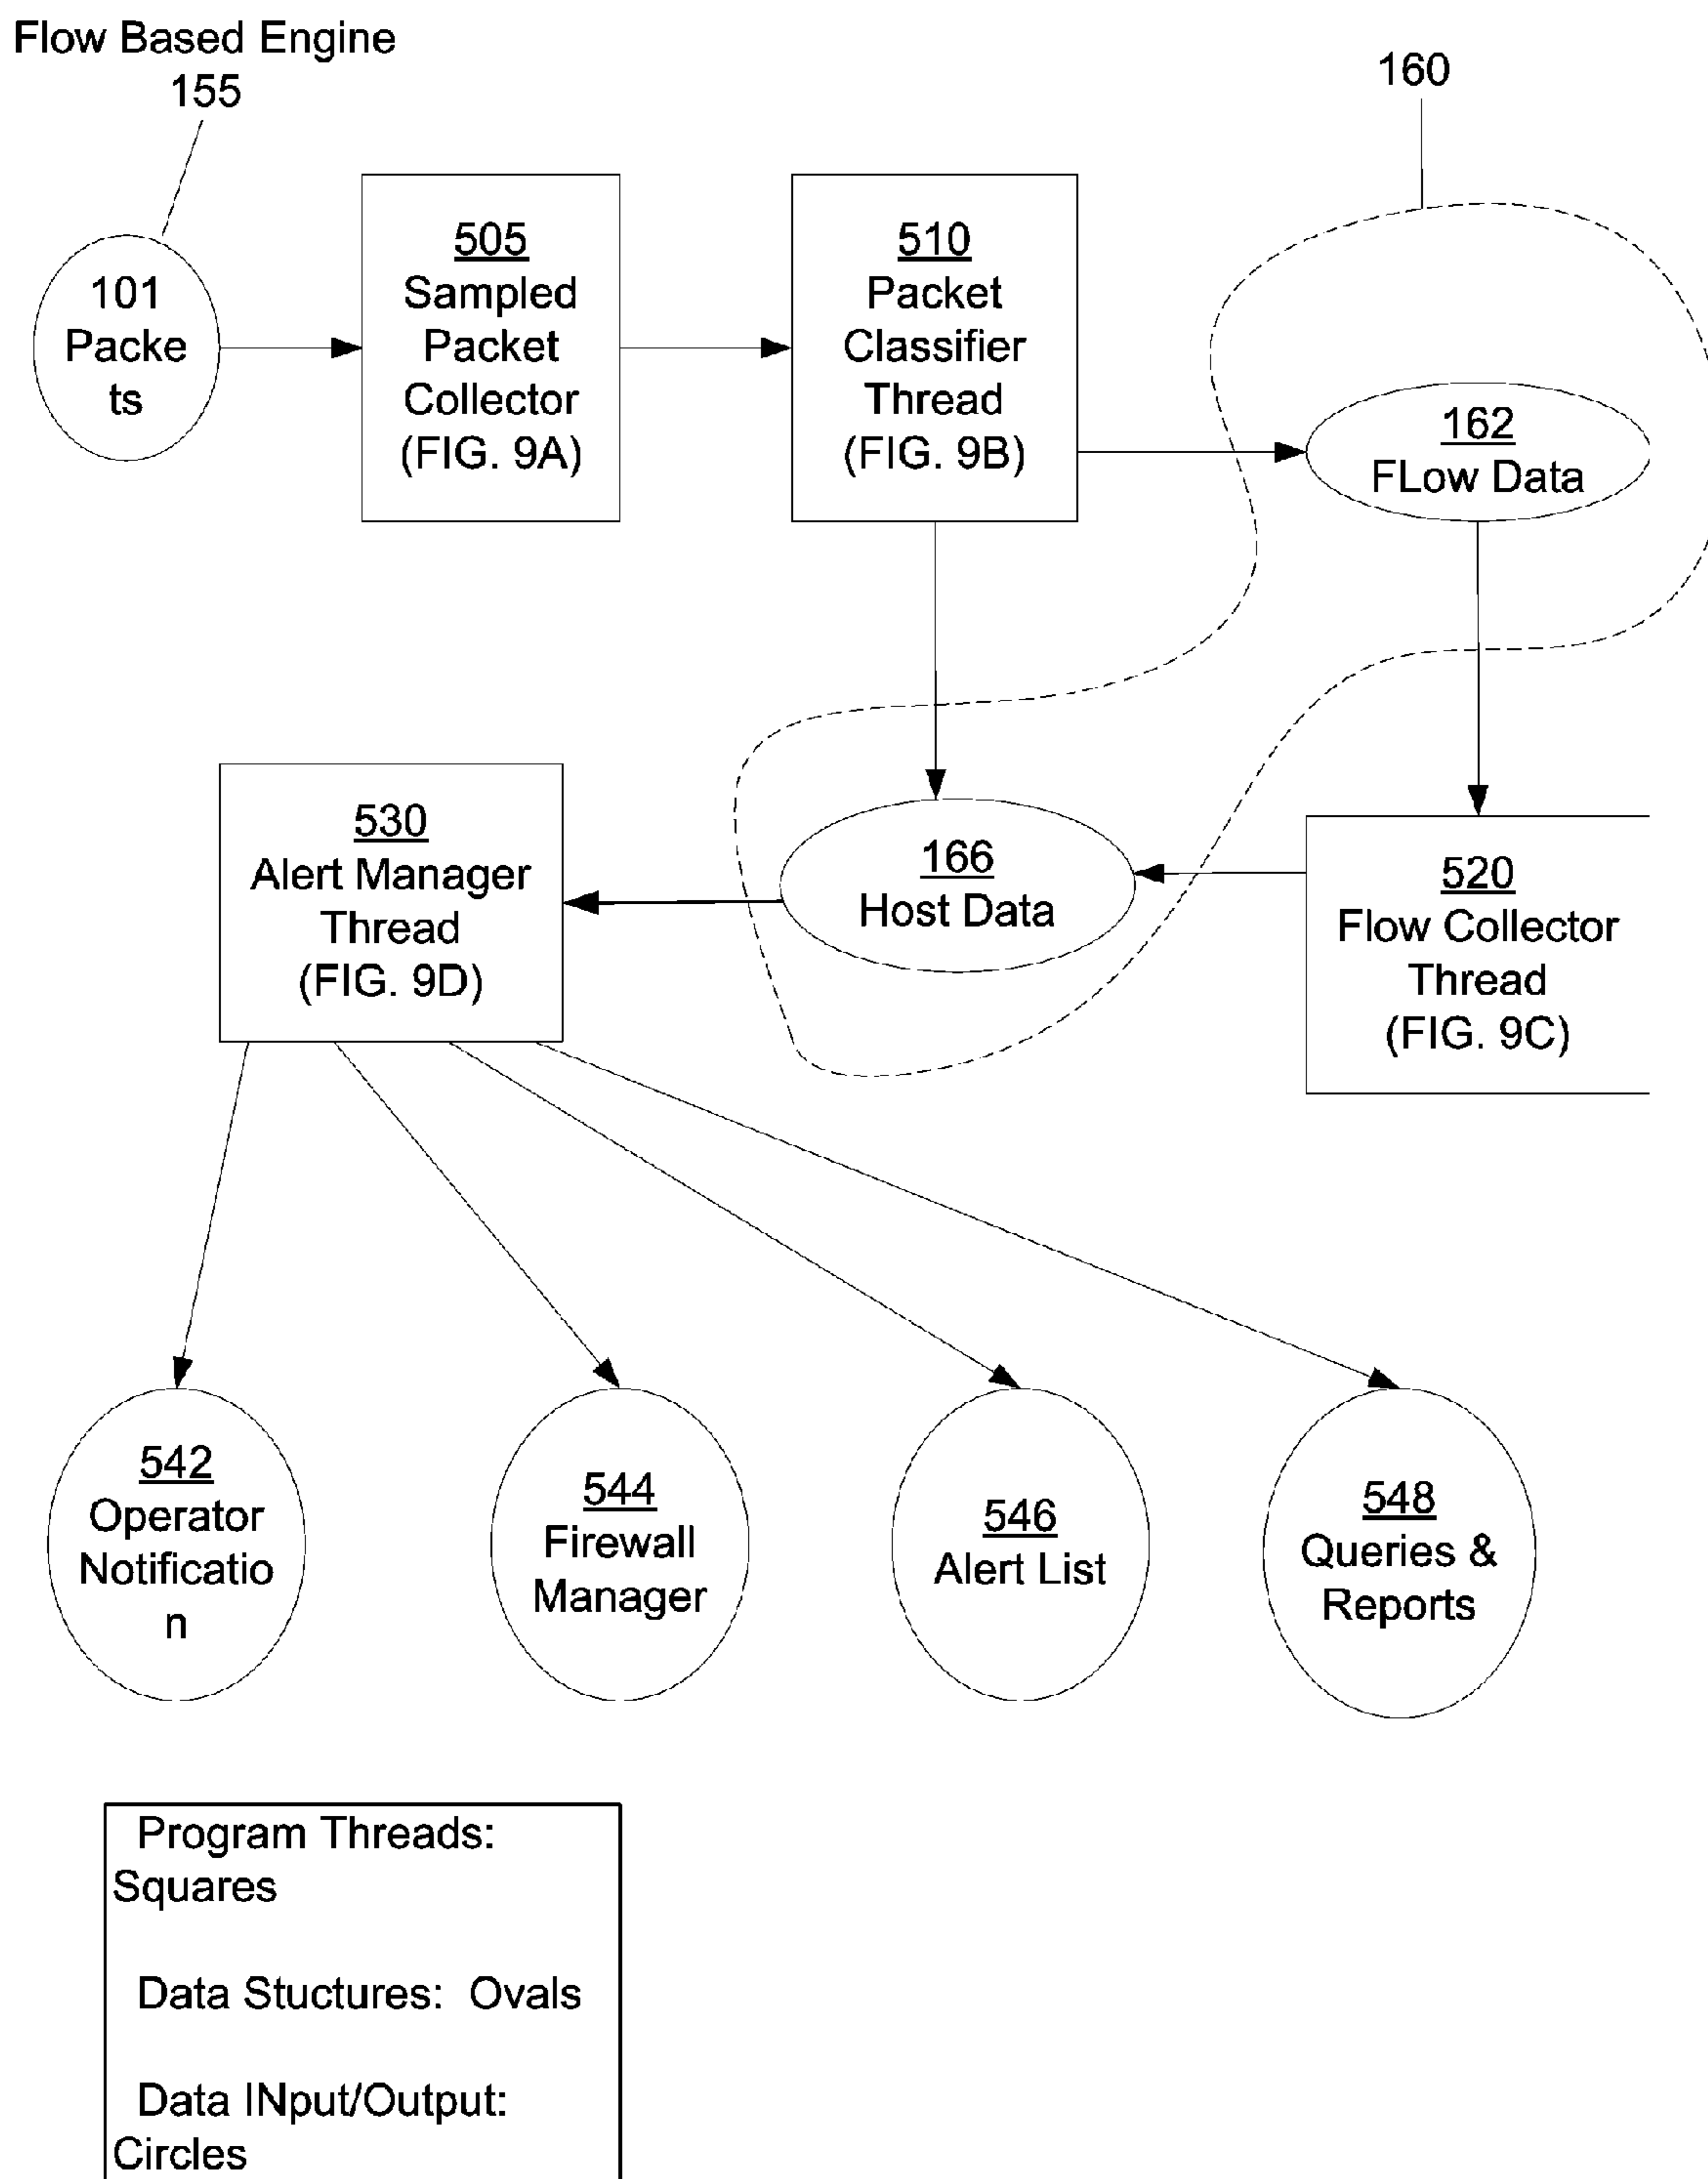 Flow Based Engine
155
160
101
Packe
ts
505
Sampled
Packet
Collector
(FIG. 9A)
510
Packet
Classifier
Thread
(FIG. 9B)
162
FLow Data
530
Alert Manager
Thread
(FIG. 9D)
166
Host Data
520
Flow Collector
Thread
(FIG. 9C)
542
Operator
Notificatio
n
544
Firewall
Manager
546
Alert List
548
Queries &
Reports
Program Threads:
Squares
Data Stuctures: Ovals
Data INput/Output:
Circles